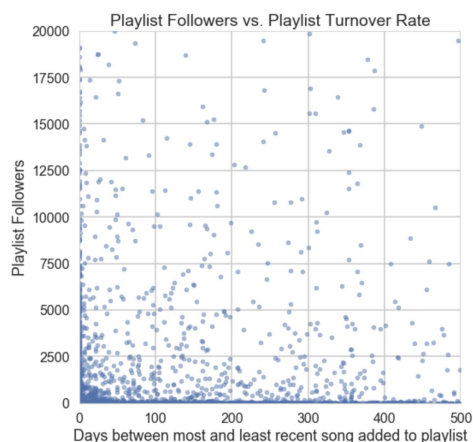 Playlist Followers vs. Playlist Turnover Rate
20000
17500
15000
12500
10000
7500
5000
2500
0
Playlist Followers
0 100 200 300 400 500
Days between most and least recent song added to playlist